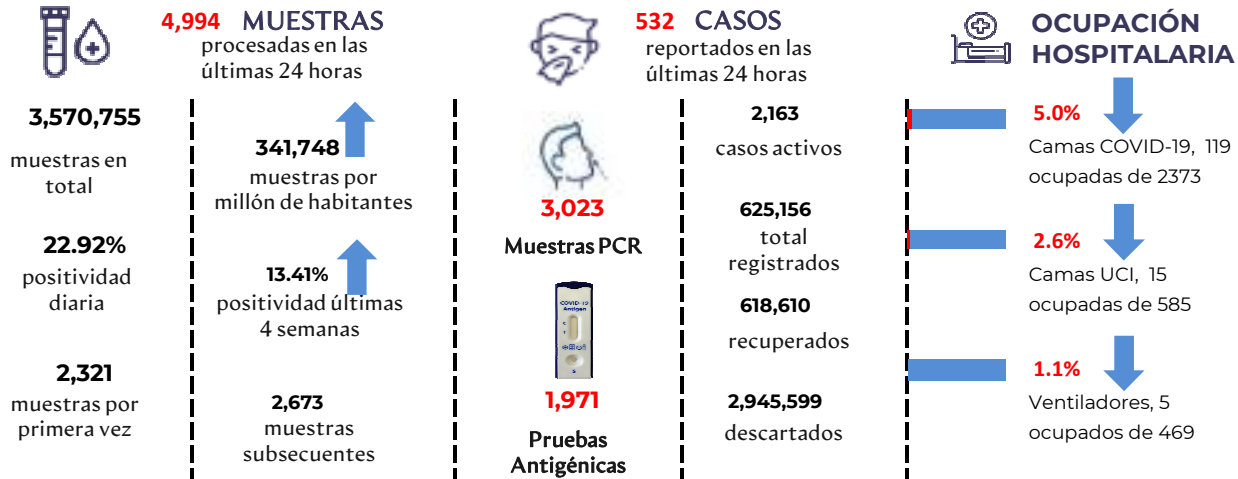 4,994 MUESTRAS
procesadas en las
últimas 24 horas
3,570,755
muestras en
total
22.92%
positividad
diaria
2,321
muestras por
primera vez
341,748
muestras por
millón de habitantes
13.41%
positividad últimas
4 semanas
2,673
muestras
subsecuentes
532 CASOS
reportados en las
últimas 24 horas
3,023
Muestras PCR
COVID-19
Antigen
C
T
S
1,971
Pruebas
Antigénicas
2,163
casos activos
625,156
total
registrados
618,610
recuperados
2,945,599
descartados
OCUPACIÓN
HOSPITALARIA
5.0%
Camas COVID-19, 119
ocupadas de 2373
2.6%
Camas UCI, 15
ocupadas de 585
1.1%
Ventiladores, 5
ocupados de 469